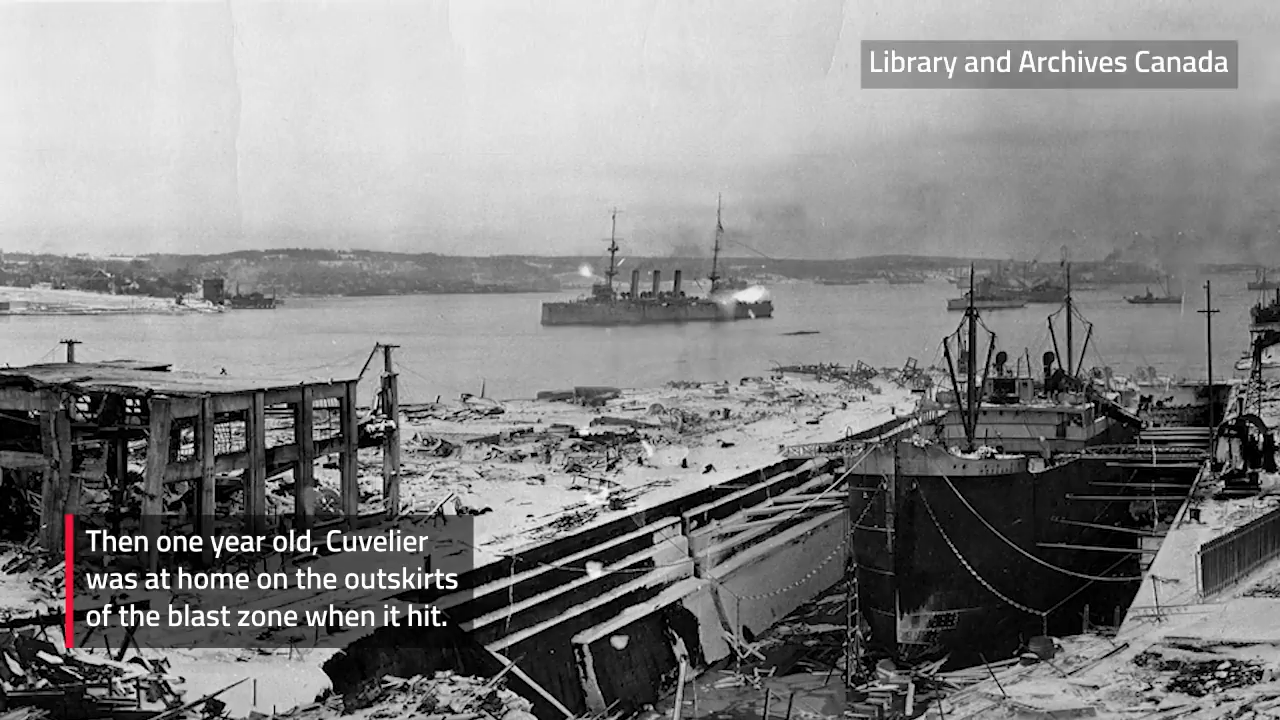 Library and Archives Canada
Then one year old, Cuvelier
was at home on the outskirts
of the blast zone when it hit.